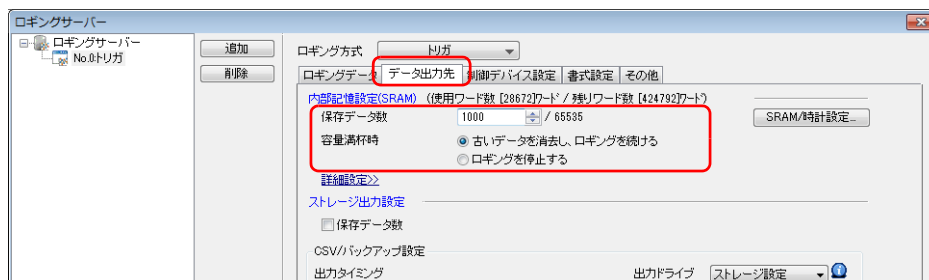 ロギングサーバー
ロギングサーバー
No.0:トリガ
追加
削除
ロギング方式 トリガ
ロギングデータ データ出力先 制御デバイス設定 書式設定 その他
内部記憶設定(SRAM) (使用ワード数 [28672]ワード / 残りワード数 [424792]ワード)
保存データ数 1000 / 65535 SRAM/時計設定...
容量満杯時 古いデータを消去し、ロギングを続ける
ロギングを停止する
詳細設定>>
ストレージ出力設定
保存データ数
CSV/バックアップ設定
出力タイミング 出力ドライブ ストレージ設定